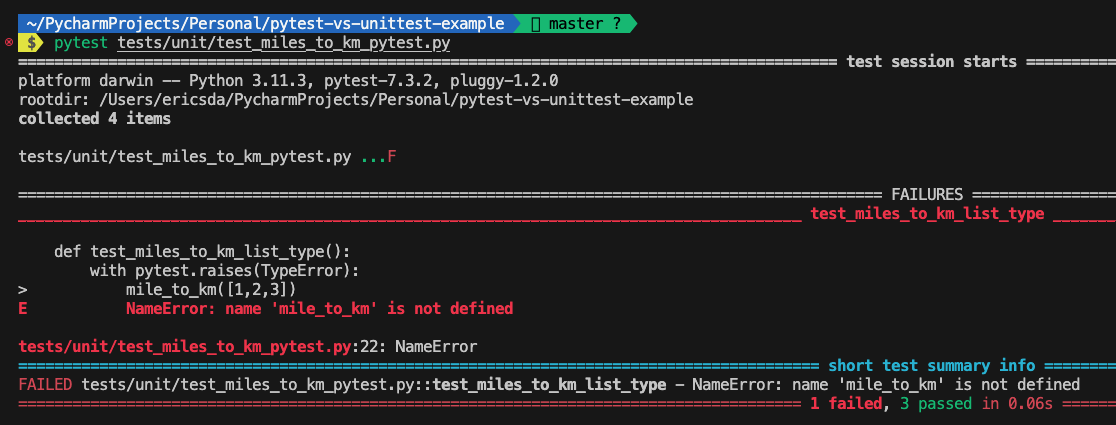 ~/PycharmProjects/Personal/pytest-vs-unittest-example master ?
$ pytest tests/unit/test_miles_to_km_pytest.py
============================== test session starts ==============================
platform darwin -- Python 3.11.3, pytest-7.3.2, pluggy-1.2.0
rootdir: /Users/ericsda/PycharmProjects/Personal/pytest-vs-unittest-example
collected 4 items
tests/unit/test_miles_to_km_pytest.py ...F
============================== FAILURES ==============================
______________________________ test_miles_to_km_list_type ______________________________
def test_miles_to_km_list_type():
with pytest.raises(TypeError):
> mile_to_km([1,2,3])
E NameError: name 'mile_to_km' is not defined
tests/unit/test_miles_to_km_pytest.py:22: NameError
============================== short test summary info ==============================
FAILED tests/unit/test_miles_to_km_pytest.py::test_miles_to_km_list_type - NameError: name 'mile_to_km' is not defined
============================== 1 failed, 3 passed in 0.06s ==============================